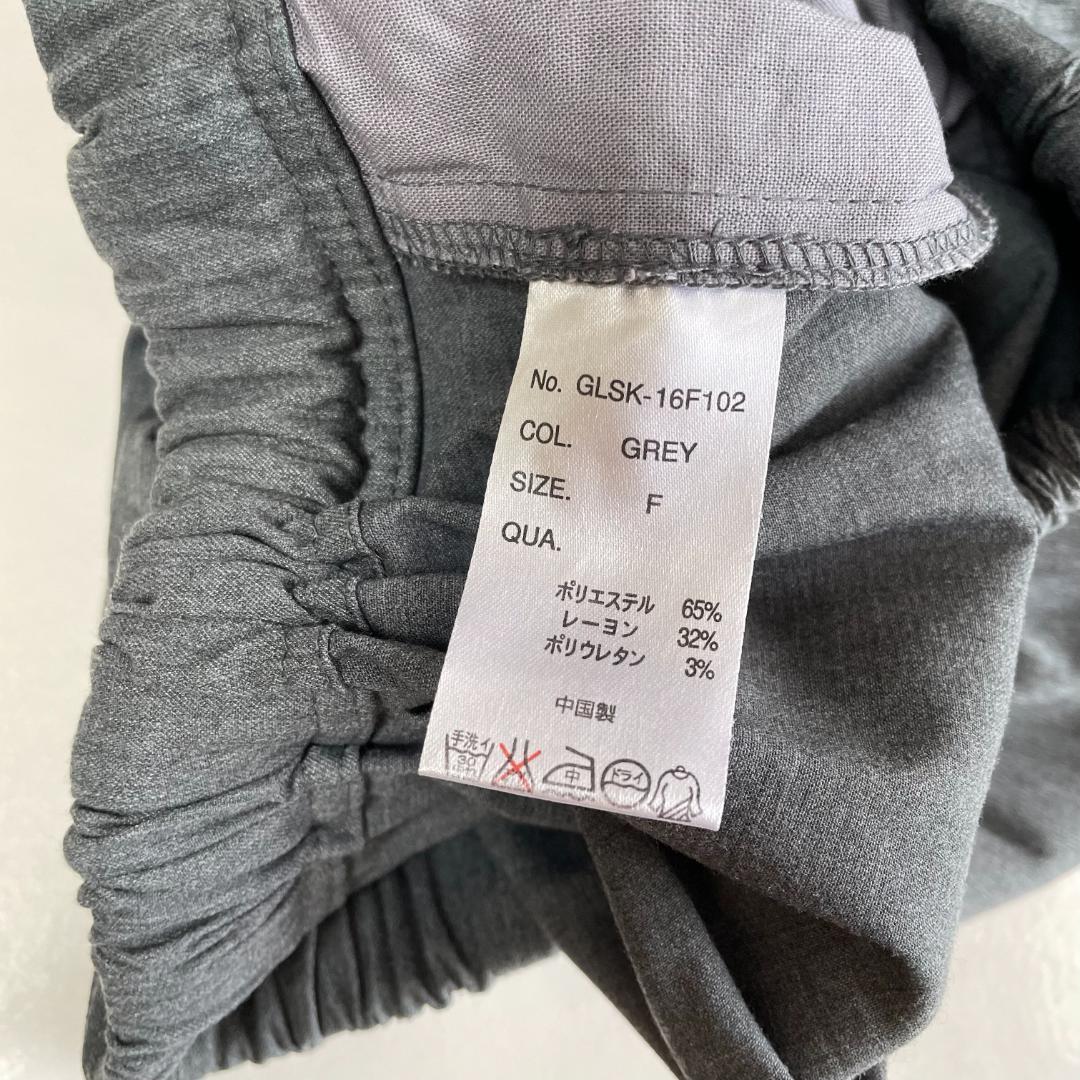 No. GLSK-16F102
COL. GREY
SIZE. F
QUA.
ポリエステル 65%
レーヨン 32%
ポリウレタン 3%
中国製
手洗イ 30 中 ドライ